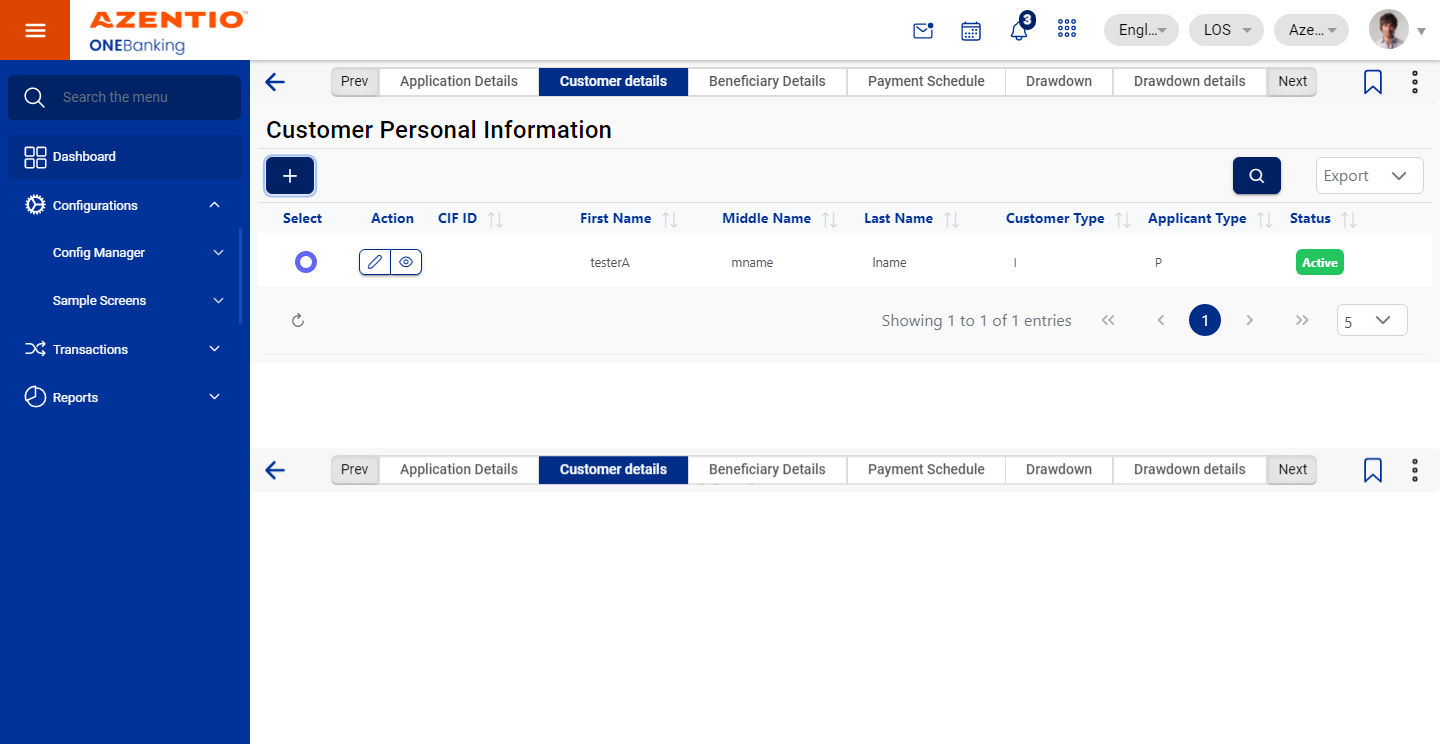 AZENTIO™
ONEBanking
3
Engl...
LOS
Aze...
Search the menu
Dashboard
Configurations
Config Manager
Sample Screens
Transactions
Reports
Prev Application Details Customer details Beneficiary Details Payment Schedule Drawdown Drawdown details Next
Customer Personal Information
+
Export
Select Action CIF ID First Name Middle Name Last Name Customer Type Applicant Type Status
testerA mname lname I P Active
Showing 1 to 1 of 1 entries 1 5
Prev Application Details Customer details Beneficiary Details Payment Schedule Drawdown Drawdown details Next